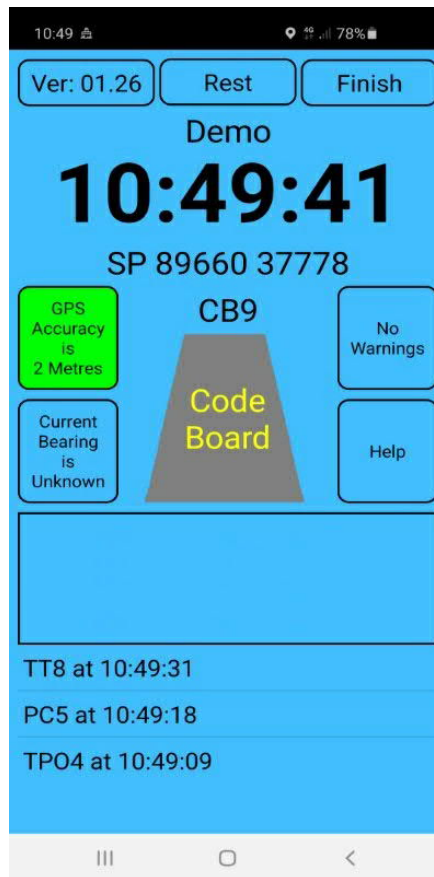 10:49
4G
78%
Ver: 01.26
Rest
Finish
Demo
10:49:41
SP 89660 37778
GPS
Accuracy
is
2 Metres
CB9
No
Warnings
Code
Board
Current
Bearing
is
Unknown
Help
TT8 at 10:49:31
PC5 at 10:49:18
TPO4 at 10:49:09